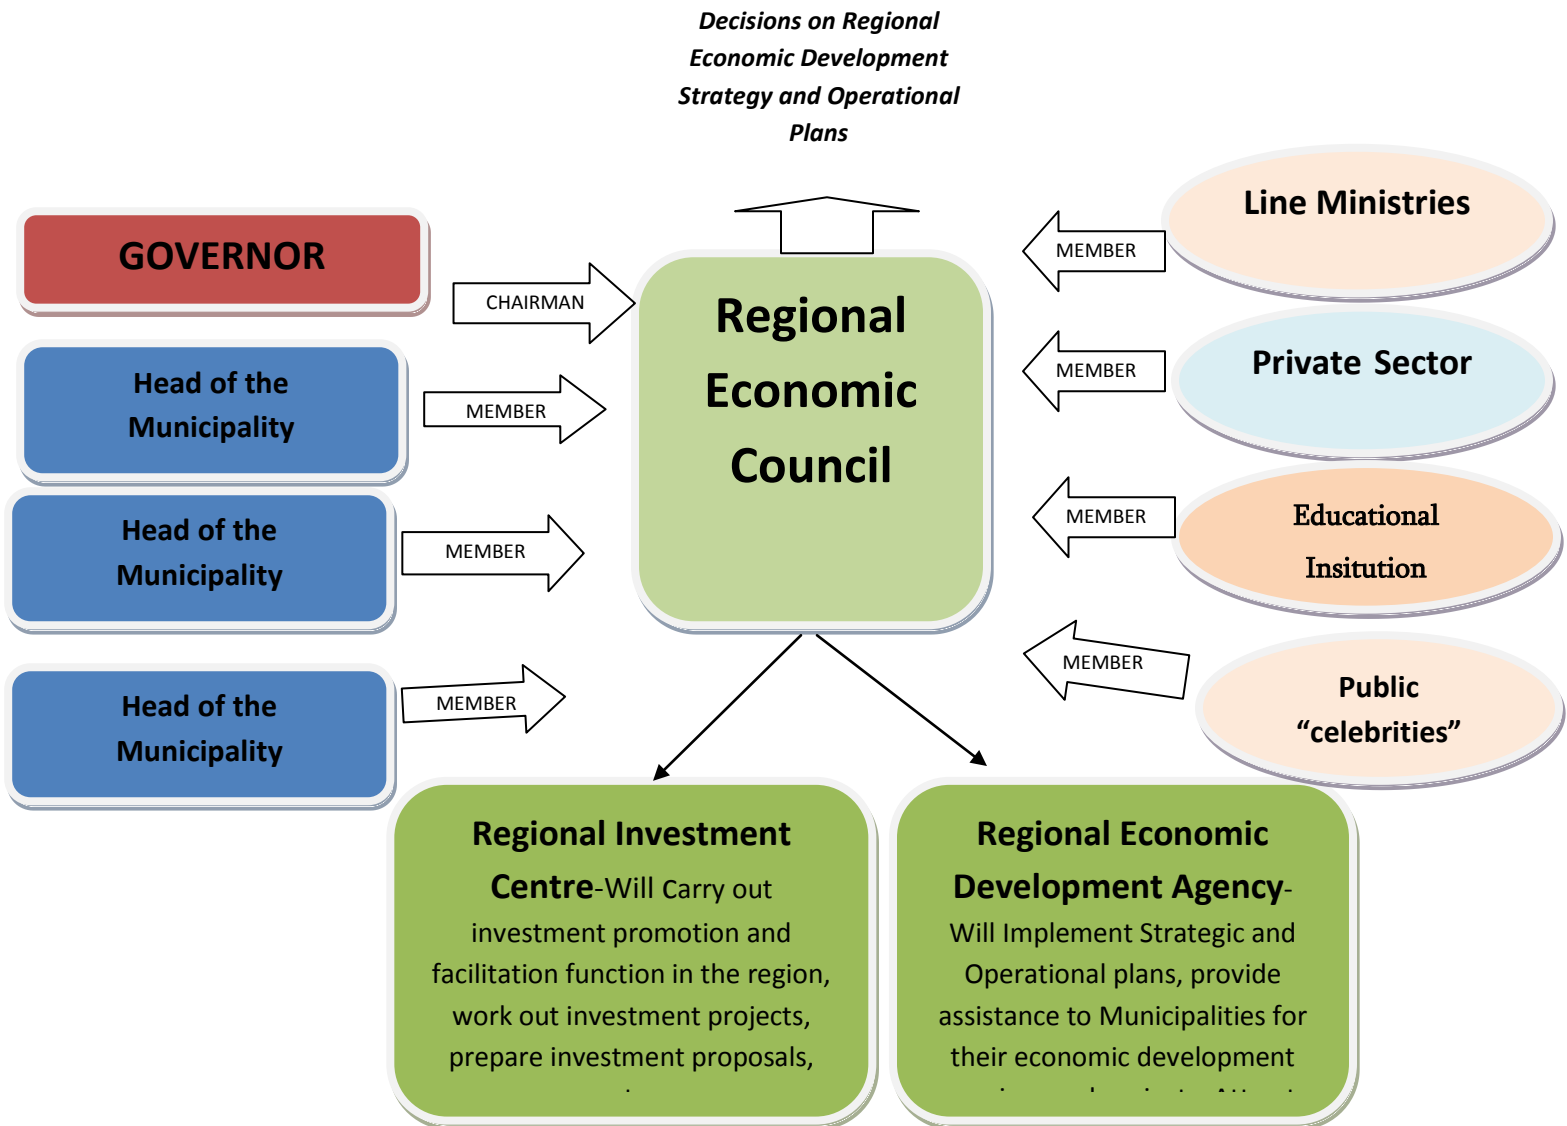 Decisions on Regional
Economic Development
Strategy and Operational
Plans
GOVERNOR
CHAIRMAN
Head of the
Municipality
MEMBER
Head of the
Municipality
MEMBER
Head of the
Municipality
MEMBER
Regional
Economic
Council
Line Ministries
MEMBER
Private Sector
MEMBER
Educational
Insitution
MEMBER
Public
“celebrities”
MEMBER
Regional Investment
Centre-Will Carry out
investment promotion and
facilitation function in the region,
work out investment projects,
prepare investment proposals,
Regional Economic
Development Agency-
Will Implement Strategic and
Operational plans, provide
assistance to Municipalities for
their economic development